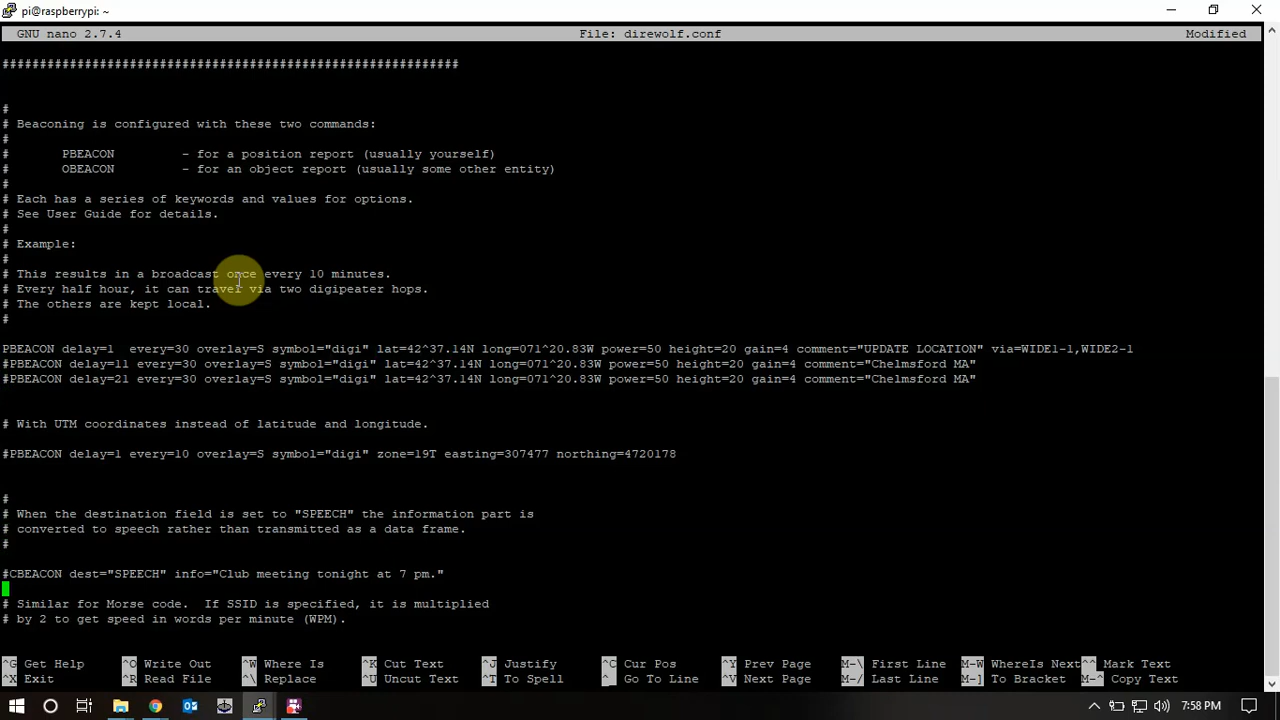 pi@raspberrypi: ~
GNU nano 2.7.4 File: direwolf.conf Modified
#############################################################
#
# Beaconing is configured with these two commands:
#
# PBEACON - for a position report (usually yourself)
# OBEACON - for an object report (usually some other entity)
#
# Each has a series of keywords and values for options.
# See User Guide for details.
#
# Example:
#
# This results in a broadcast once every 10 minutes.
# Every half hour, it can travel via two digipeater hops.
# The others are kept local.
#
PBEACON delay=1  every=30 overlay=S symbol="digi" lat=42^37.14N long=071^20.83W power=50 height=20 gain=4 comment="UPDATE LOCATION" via=WIDE1-1,WIDE2-1
#PBEACON delay=11 every=30 overlay=S symbol="digi" lat=42^37.14N long=071^20.83W power=50 height=20 gain=4 comment="Chelmsford MA"
#PBEACON delay=21 every=30 overlay=S symbol="digi" lat=42^37.14N long=071^20.83W power=50 height=20 gain=4 comment="Chelmsford MA"
# With UTM coordinates instead of latitude and longitude.
#PBEACON delay=1 every=10 overlay=S symbol="digi" zone=19T easting=307477 northing=4720178
#
# When the destination field is set to "SPEECH" the information part is
# converted to speech rather than transmitted as a data frame.
#
#CBEACON dest="SPEECH" info="Club meeting tonight at 7 pm."
# Similar for Morse code.  If SSID is specified, it is multiplied
# by 2 to get speed in words per minute (WPM).
^G Get Help ^O Write Out ^W Where Is ^K Cut Text ^J Justify ^C Cur Pos ^Y Prev Page M-\ First Line M-W WhereIs Next ^^ Mark Text
^X Exit ^R Read File ^\ Replace ^U Uncut Text ^T To Spell ^_ Go To Line ^V Next Page M-/ Last Line M-] To Bracket M-^ Copy Text
7:58 PM